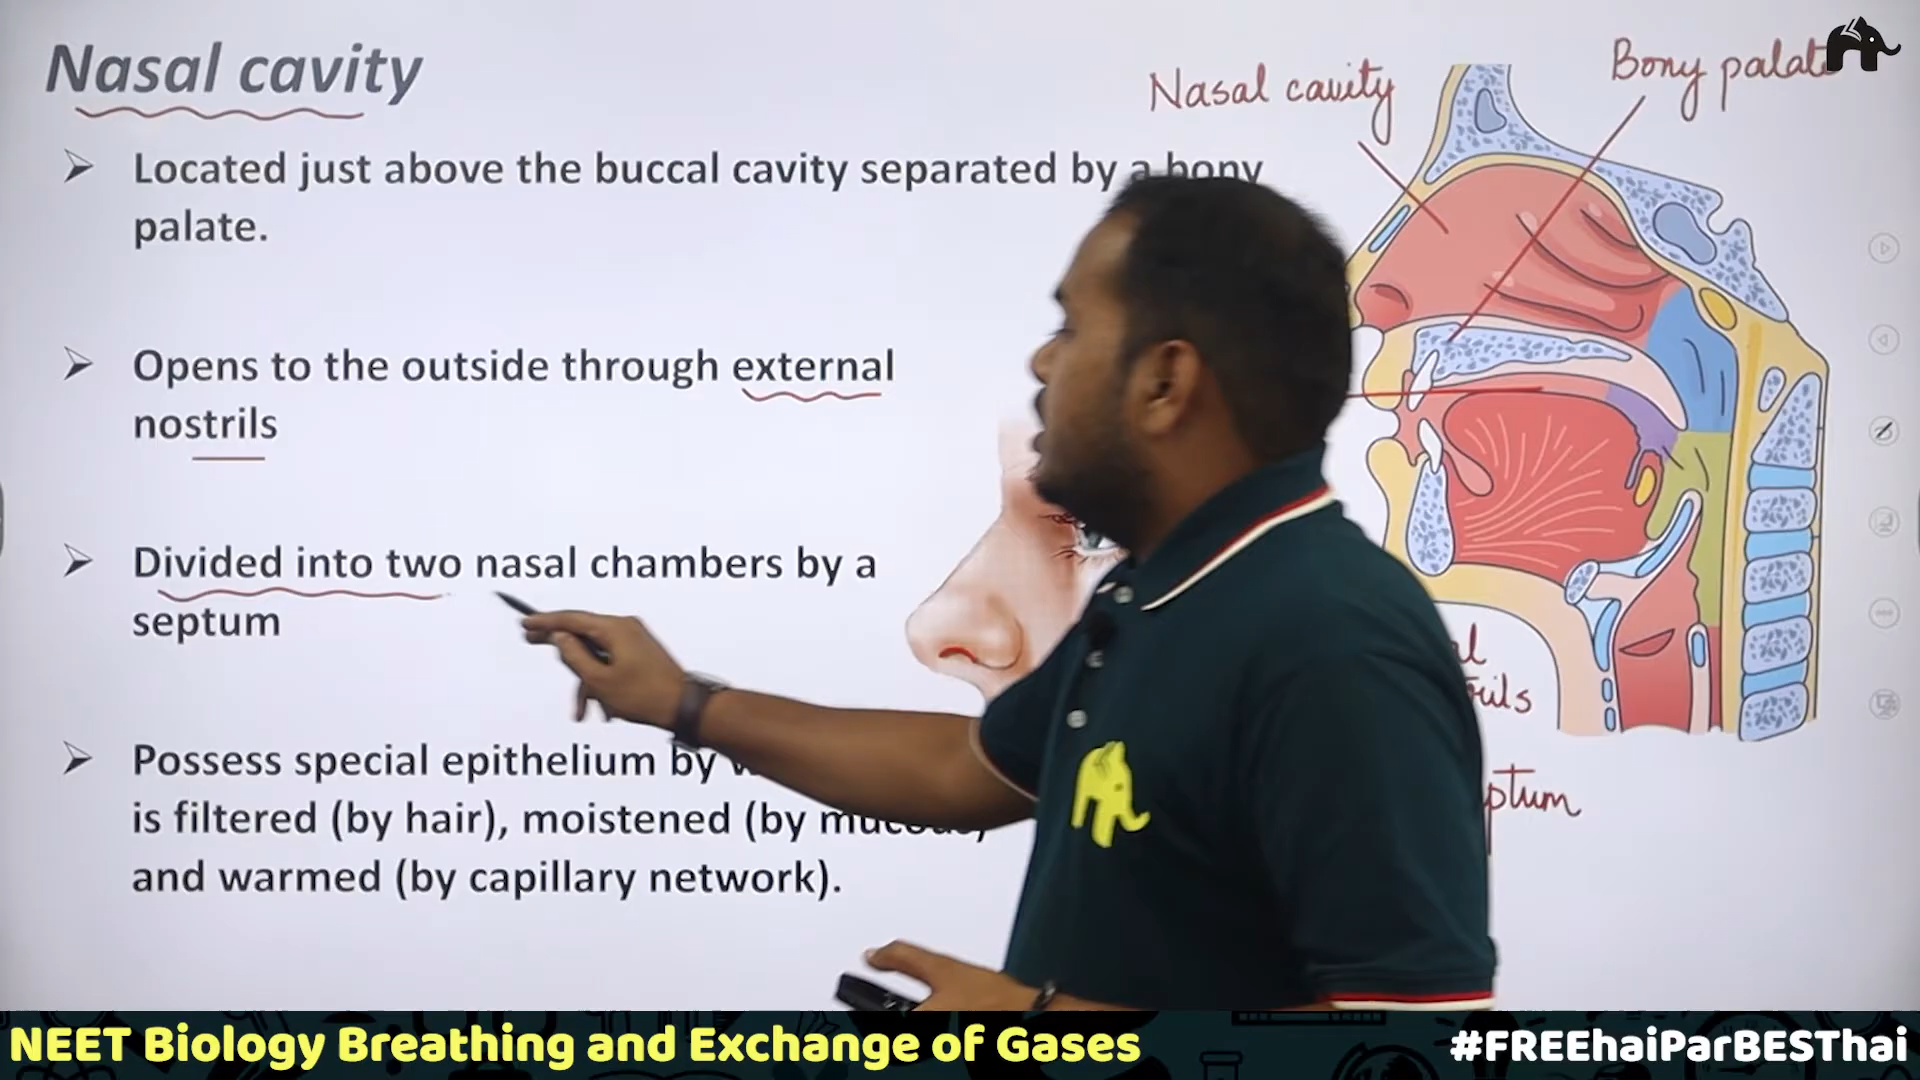 Nasal cavity
Located just above the buccal cavity separated by a bony
palate.
Opens to the outside through external
nostrils
Divided into two nasal chambers by a
septum
Possess special epithelium by
is filtered (by hair), moistened (by mucous)
and warmed (by capillary network).
Nasal cavity
Bony palate
NEET Biology Breathing and Exchange of Gases
#FREEhaiParBESThai